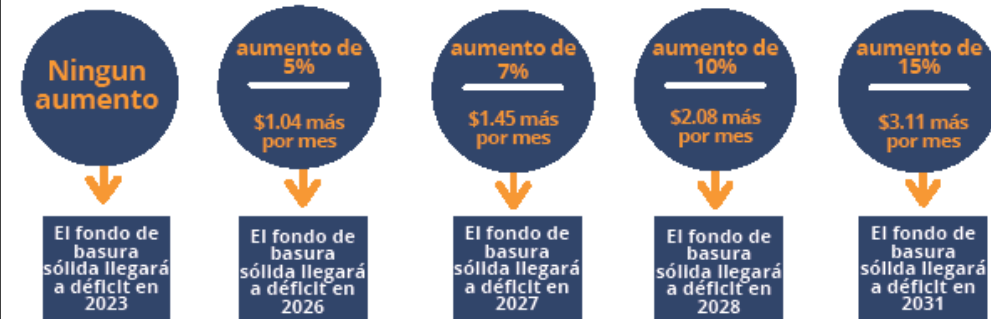 Ningun
aumento
aumento de
5%
$1.04 más
por mes
aumento de
7%
$1.45 más
por mes
aumento de
10%
$2.08 más
por mes
aumento de
15%
$3.11 más
por mes
El fondo de
basura
sólida llegará
a déficit en
2023
El fondo de
basura
sólida llegará
a déficit en
2026
El fondo de
basura
sólida llegará
a déficit en
2027
El fondo de
basura
sólida llegará
a déficit en
2028
El fondo de
basura
sólida llegará
a déficit en
2031